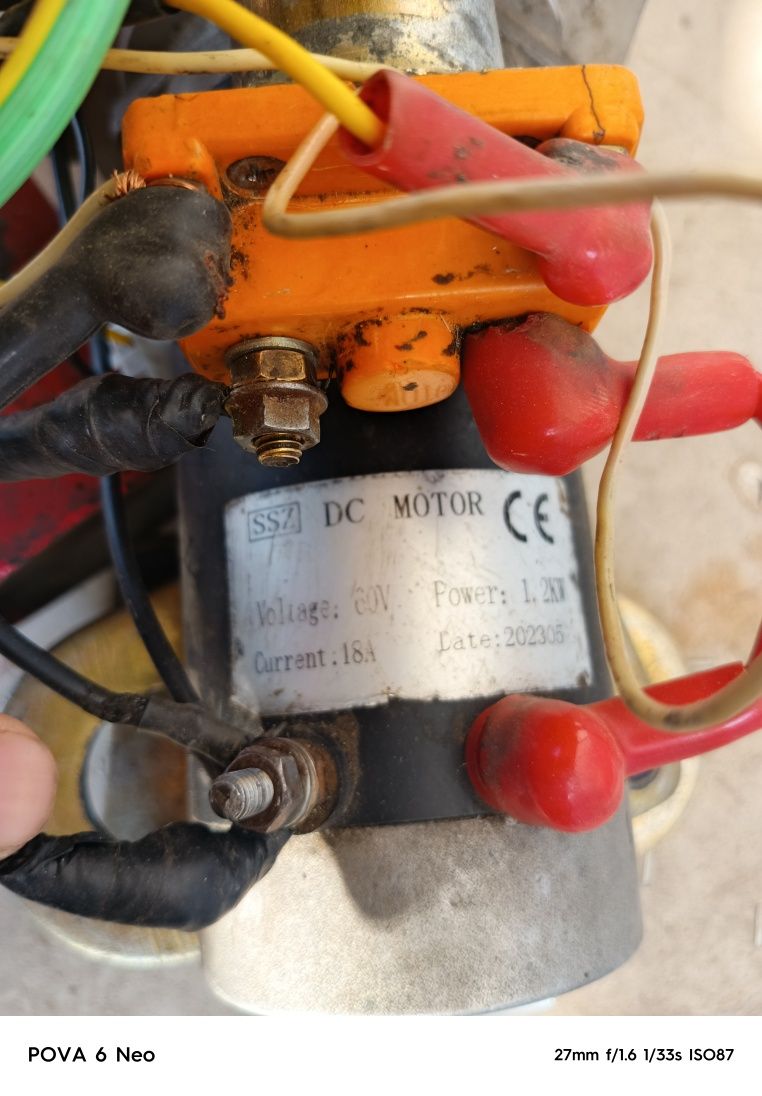 SSZ DC MOTOR CE
Voltage: 60V Power: 1.2KW
Current: 18A Date: 202305
POVA 6 Neo
27mm f/1.6 1/33s ISO87